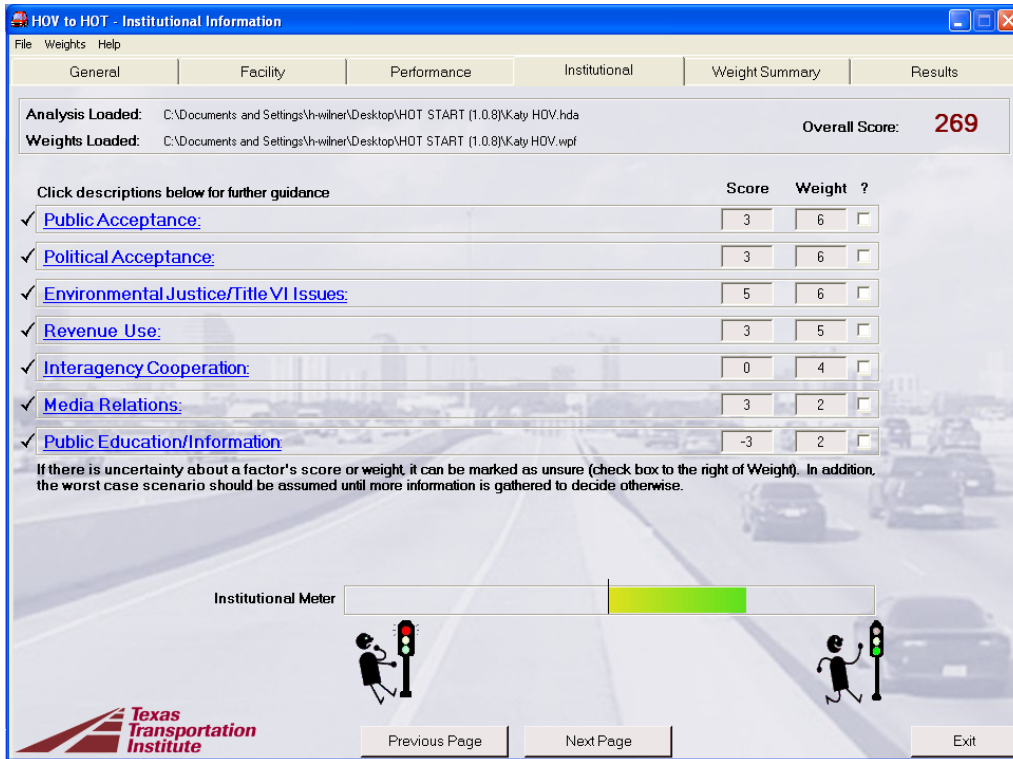 HOV to HOT - Institutional Information
File Weights Help
General Facility Performance Institutional Weight Summary Results
Analysis Loaded: C:\Documents and Settings\h-wilner\Desktop\HOT START (1.0.8)\Katy HOV.hda
Weights Loaded: C:\Documents and Settings\h-wilner\Desktop\HOT START (1.0.8)\Katy HOV.wpf
Overall Score: 269
Click descriptions below for further guidance Score Weight ?
Public Acceptance: 3 6
Political Acceptance: 3 6
Environmental Justice/Title VI Issues: 5 6
Revenue Use: 3 5
Interagency Cooperation: 0 4
Media Relations: 3 2
Public Education/Information: -3 2
If there is uncertainty about a factor's score or weight, it can be marked as unsure (check box to the right of Weight). In addition,
the worst case scenario should be assumed until more information is gathered to decide otherwise.
Institutional Meter
Texas
Transportation
Institute
Previous Page Next Page Exit